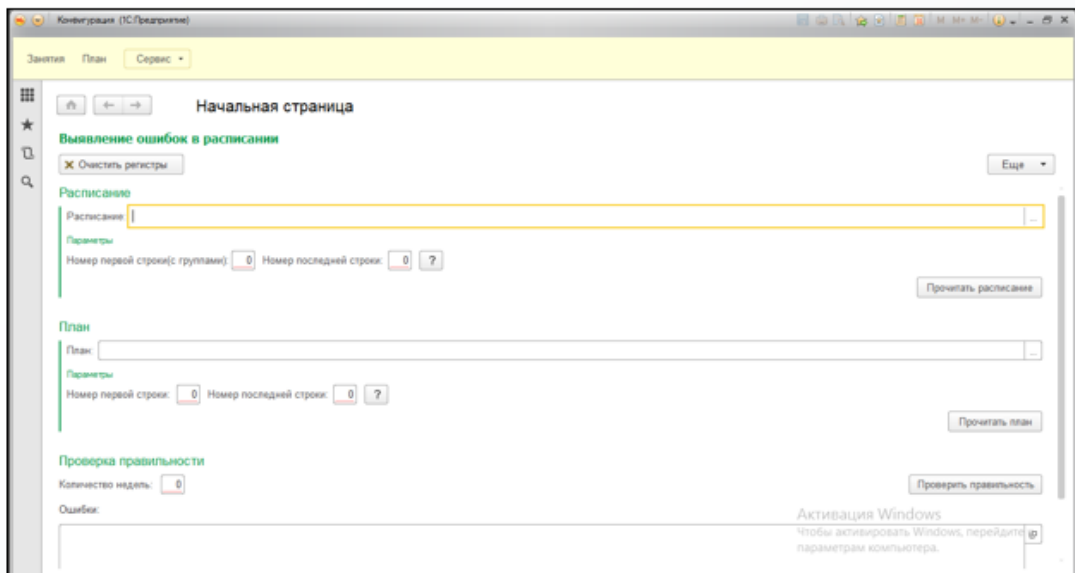 Конфигурация (1С:Предприятие)
M M+ M-
Занятия План Сервис
Начальная страница
Выявление ошибок в расписании
Очистить регистры Еще
Расписание
Расписание:
...
Параметры
Номер первой строки(с группами): 0 Номер последней строки: 0 ?
Прочитать расписание
План
План:
...
Параметры
Номер первой строки: 0 Номер последней строки: 0 ?
Прочитать план
Проверка правильности
Количество недель: 0 Проверить правильность
Ошибки:
Активация Windows
Чтобы активировать Windows, перейдите
параметрам компьютера.